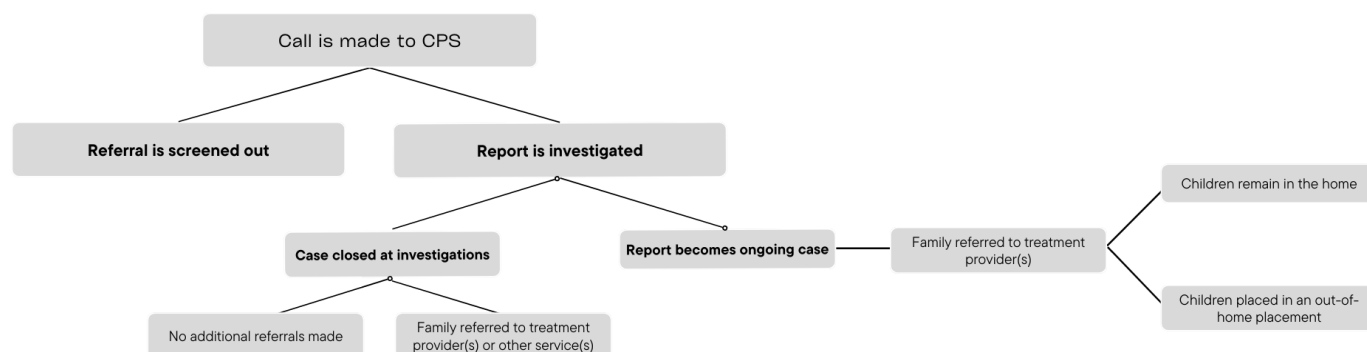 Call is made to CPS
Referral is screened out
Report is investigated
Case closed at investigations
Report becomes ongoing case
Family referred to treatment
provider(s)
Children remain in the home
Children placed in an out-of-
home placement
No additional referrals made
Family referred to treatment
provider(s) or other service(s)